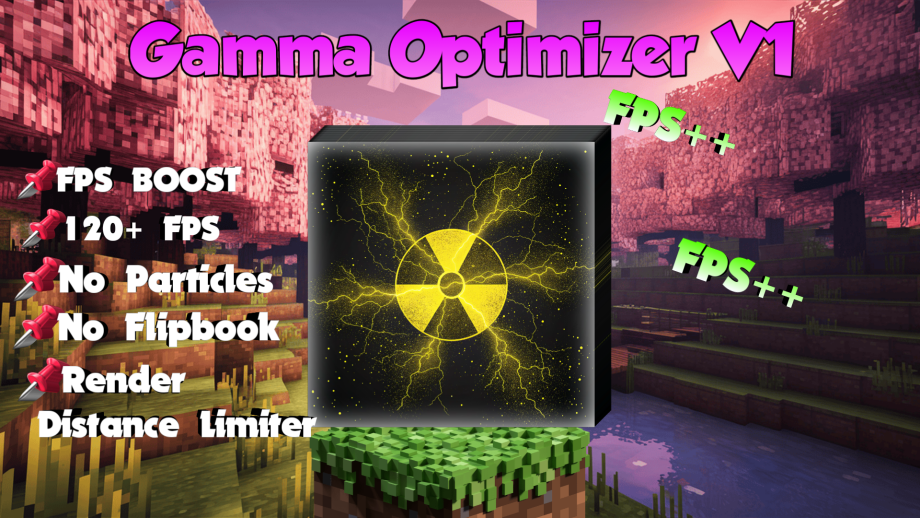 Gamma Optimizer V1
FPS++
FPS BOOST
120+ FPS
No Particles
No Flipbook
Render
Distance Limiter
FPS++